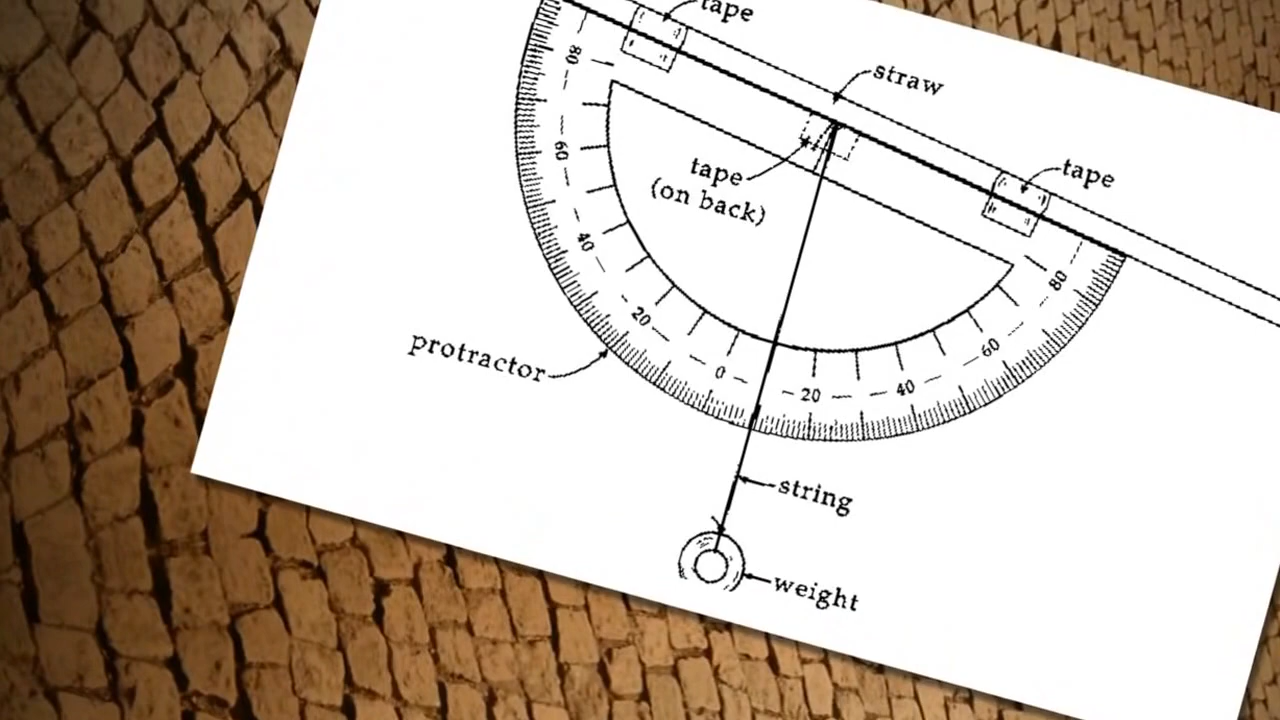 tape
straw
tape
tape
(on back)
80
60
40
20
0
20
40
60
80
protractor
string
weight